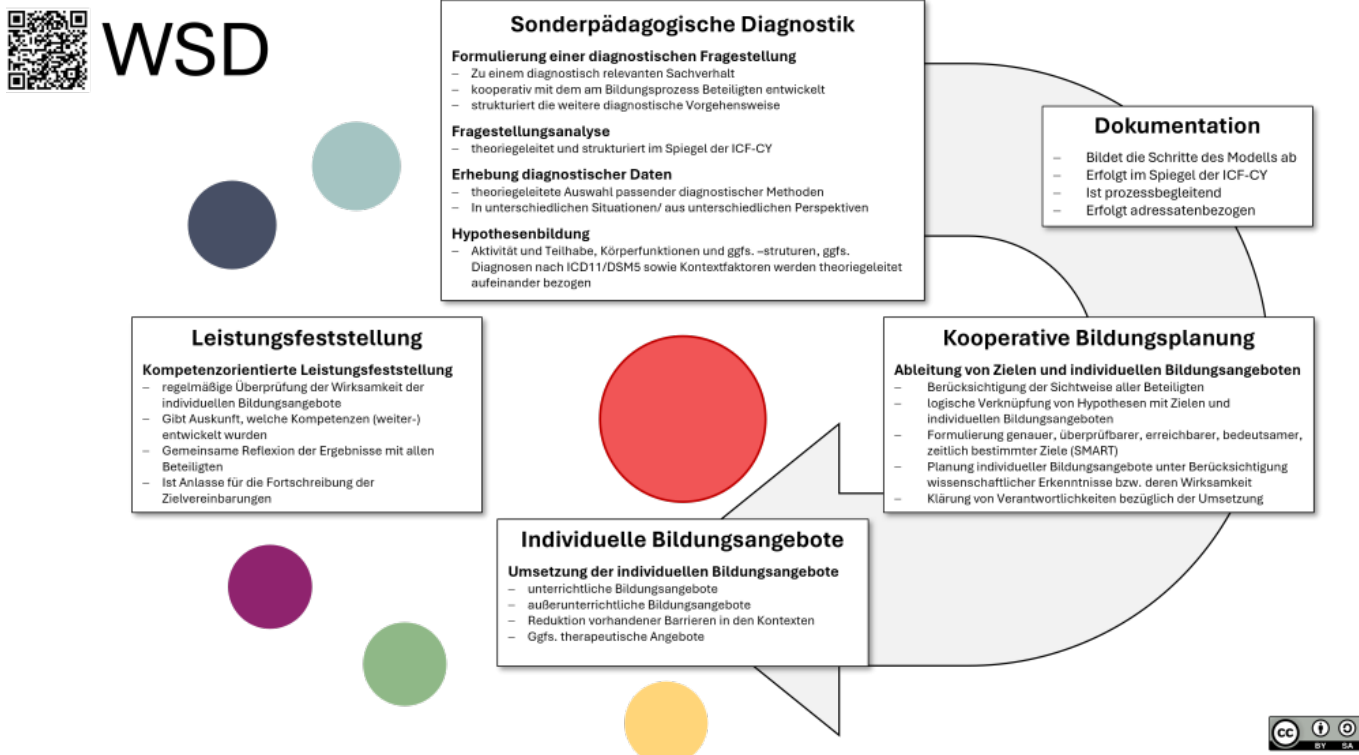 WSD
Sonderpädagogische Diagnostik
Formulierung einer diagnostischen Fragestellung
– Zu einem diagnostisch relevanten Sachverhalt
– kooperativ mit dem am Bildungsprozess Beteiligten entwickelt
– strukturiert die weitere diagnostische Vorgehensweise
Fragestellungsanalyse
– theoriegeleitet und strukturiert im Spiegel der ICF-CY
Erhebung diagnostischer Daten
– theoriegeleitete Auswahl passender diagnostischer Methoden
– In unterschiedlichen Situationen/ aus unterschiedlichen Perspektiven
Hypothesenbildung
– Aktivität und Teilhabe, Körperfunktionen und ggfs. –struturen, ggfs.
Diagnosen nach ICD11/DSM5 sowie Kontextfaktoren werden theoriegeleitet
aufeinander bezogen
Dokumentation
– Bildet die Schritte des Modells ab
– Erfolgt im Spiegel der ICF-CY
– Ist prozessbegleitend
– Erfolgt adressatenbezogen
Leistungsfeststellung
Kompetenzorientierte Leistungsfeststellung
– regelmäßige Überprüfung der Wirksamkeit der
individuellen Bildungsangebote
– Gibt Auskunft, welche Kompetenzen (weiter-)
entwickelt wurden
– Gemeinsame Reflexion der Ergebnisse mit allen
Beteiligten
– Ist Anlasse für die Fortschreibung der
Zielvereinbarungen
Kooperative Bildungsplanung
Ableitung von Zielen und individuellen Bildungsangeboten
– Berücksichtigung der Sichtweise aller Beteiligten
– logische Verknüpfung von Hypothesen mit Zielen und
individuellen Bildungsangeboten
– Formulierung genauer, überprüfbarer, erreichbarer, bedeutsamer,
zeitlich bestimmter Ziele (SMART)
– Planung individueller Bildungsangebote unter Berücksichtigung
wissenschaftlicher Erkenntnisse bzw. deren Wirksamkeit
– Klärung von Verantwortlichkeiten bezüglich der Umsetzung
Individuelle Bildungsangebote
Umsetzung der individuellen Bildungsangebote
– unterrichtliche Bildungsangebote
– außerunterrichtliche Bildungsangebote
– Reduktion vorhandener Barrieren in den Kontexten
– Ggfs. therapeutische Angebote
cc BY SA